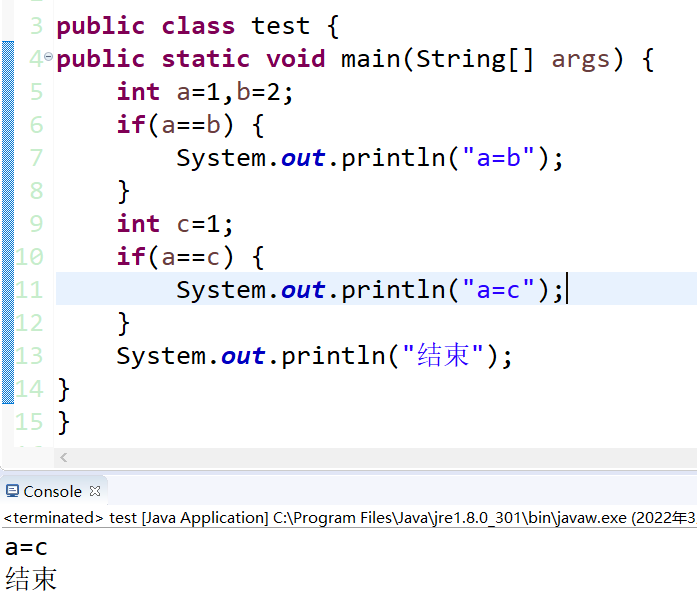 3 public class test {
4 public static void main(String[] args) {
5 int a=1,b=2;
6 if(a==b) {
7 System.out.println("a=b");
8 }
9 int c=1;
10 if(a==c) {
11 System.out.println("a=c");
12 }
13 System.out.println("结束");
14 }
15 }
Console
<terminated> test [Java Application] C:\Program Files\Java\jre1.8.0_301\bin\javaw.exe (2022年3
a=c
结束